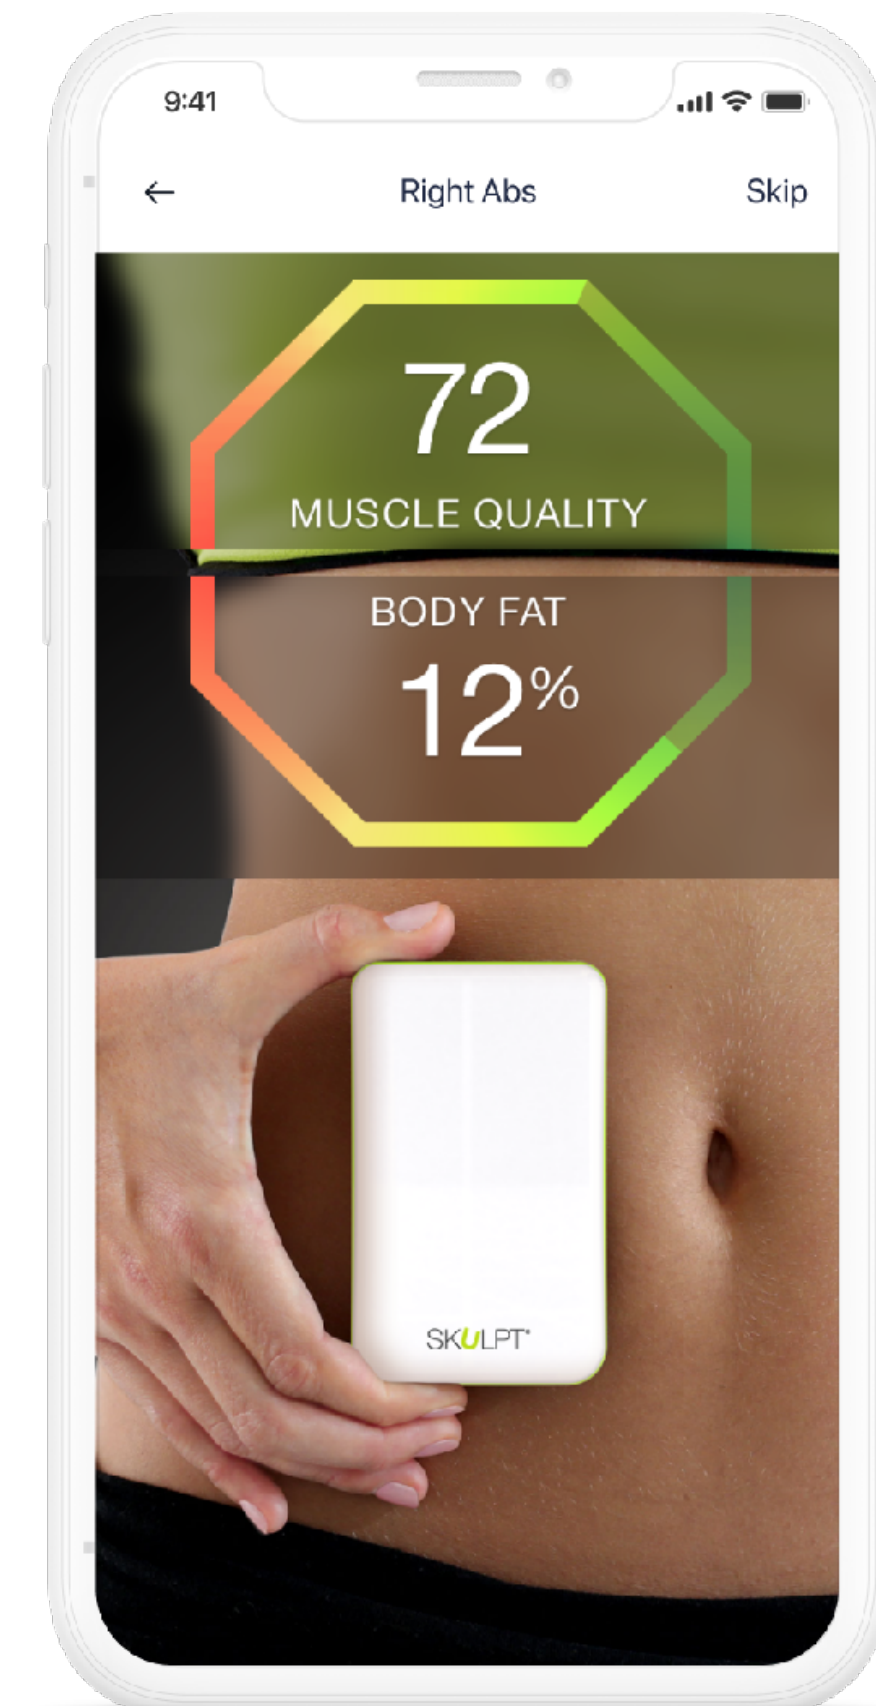 9:41
Right Abs
Skip
72
MUSCLE QUALITY
BODY FAT
12%
SKULPT